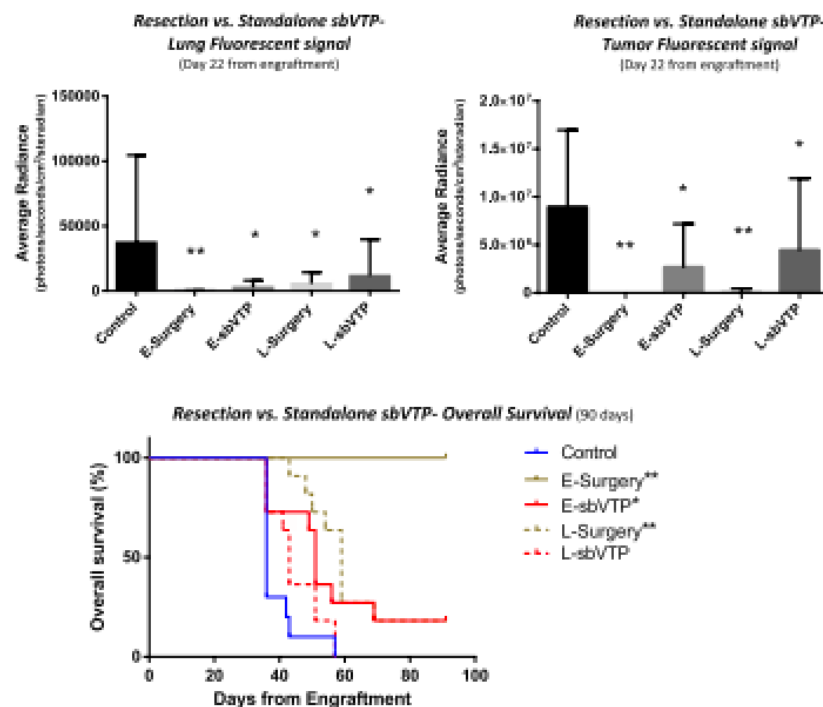 Resection vs. Standalone sbVTP-
Lung Fluorescent signal
(Day 22 from engraftment)
Average Radiance
(photons/seconds/cm²/steradian)
150000
100000
50000
0
**
*
*
*
Control
E-Surgery
E-sbVTP
L-Surgery
L-sbVTP
Resection vs. Standalone sbVTP-
Tumor Fluorescent signal
(Day 22 from engraftment)
Average Radiance
(photons/seconds/cm²/steradian)
2.0×10⁷
1.5×10⁷
1.0×10⁷
5.0×10⁶
0
**
*
**
*
Control
E-Surgery
E-sbVTP
L-Surgery
L-sbVTP
Resection vs. Standalone sbVTP- Overall Survival (90 days)
Overall survival (%)
100
50
0
0
20
40
60
80
100
Days from Engraftment
Control
E-Surgery**
E-sbVTP*
L-Surgery**
L-sbVTP